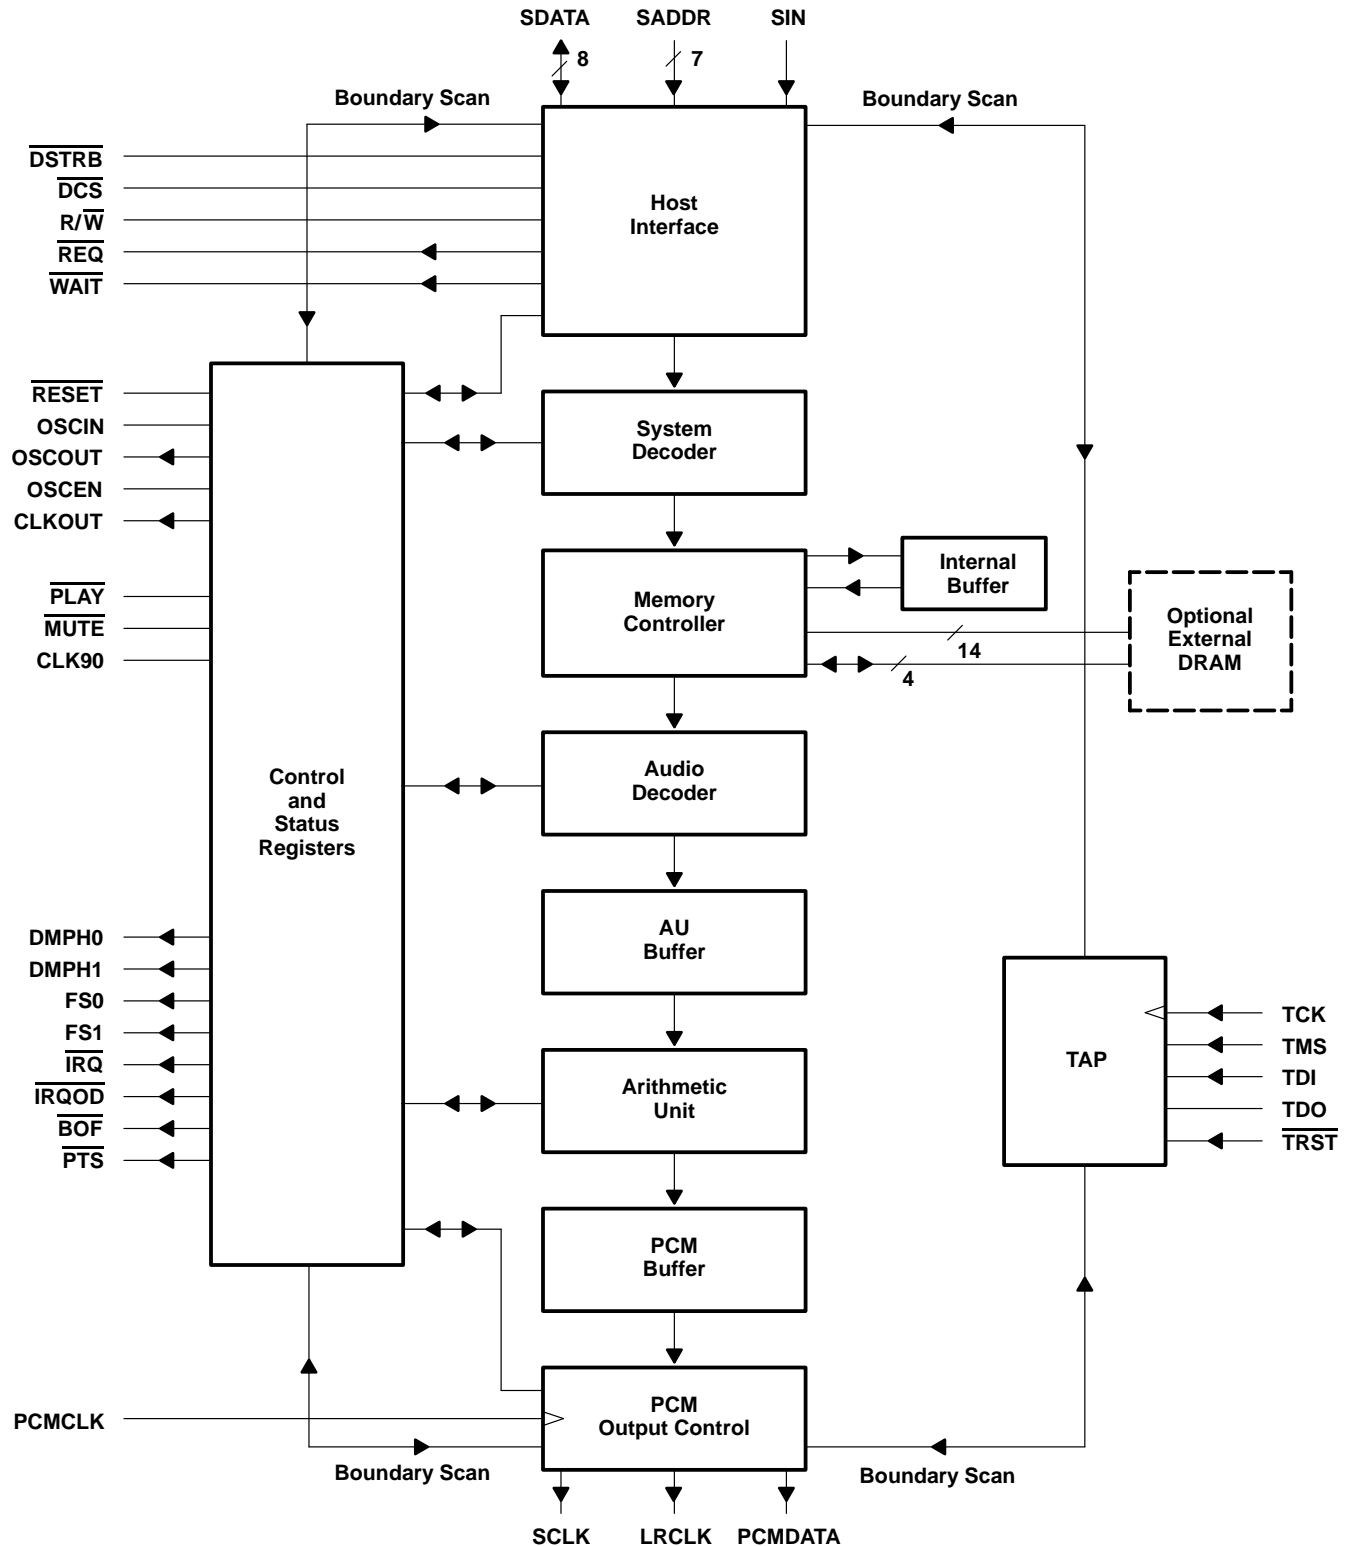 SDATA SADDR SIN
8 7
Boundary Scan Boundary Scan
DSTRB
DCS
R/W
REQ
WAIT
Host
Interface
RESET
OSCIN
OSCOUT
OSCEN
CLKOUT
System
Decoder
PLAY
MUTE
CLK90
Memory
Controller
Internal
Buffer
14
4
Optional
External
DRAM
Control
and
Status
Registers
Audio
Decoder
AU
Buffer
DMPH0
DMPH1
FS0
FS1
IRQ
IRQOD
BOF
PTS
Arithmetic
Unit
TAP
TCK
TMS
TDI
TDO
TRST
PCM
Buffer
PCMCLK
PCM
Output Control
Boundary Scan Boundary Scan
SCLK LRCLK PCMDATA